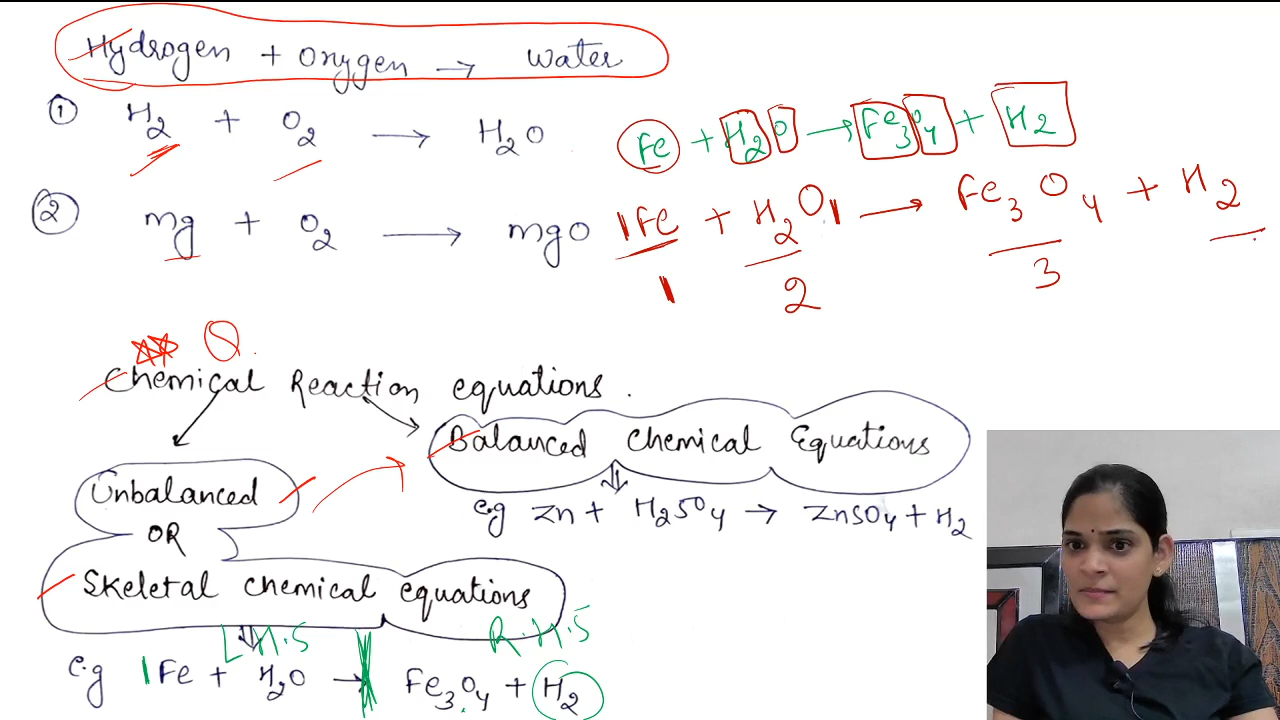 Hydrogen + Oxygen → Water
① H₂ + O₂ → H₂O
Fe + H₂O → Fe₃O₄ + H₂
② mg + O₂ → mgO
1Fe + H₂O1 → Fe₃O₄ + H₂
1 2 3
Q.
Chemical Reaction equations.
Balanced chemical Equations
e.g Zn + H₂SO₄ → ZnSO₄ + H₂
Unbalanced
OR
Skeletal chemical equations
L.H.S R.H.S
e.g 1Fe + H₂O → Fe₃O₄ + H₂